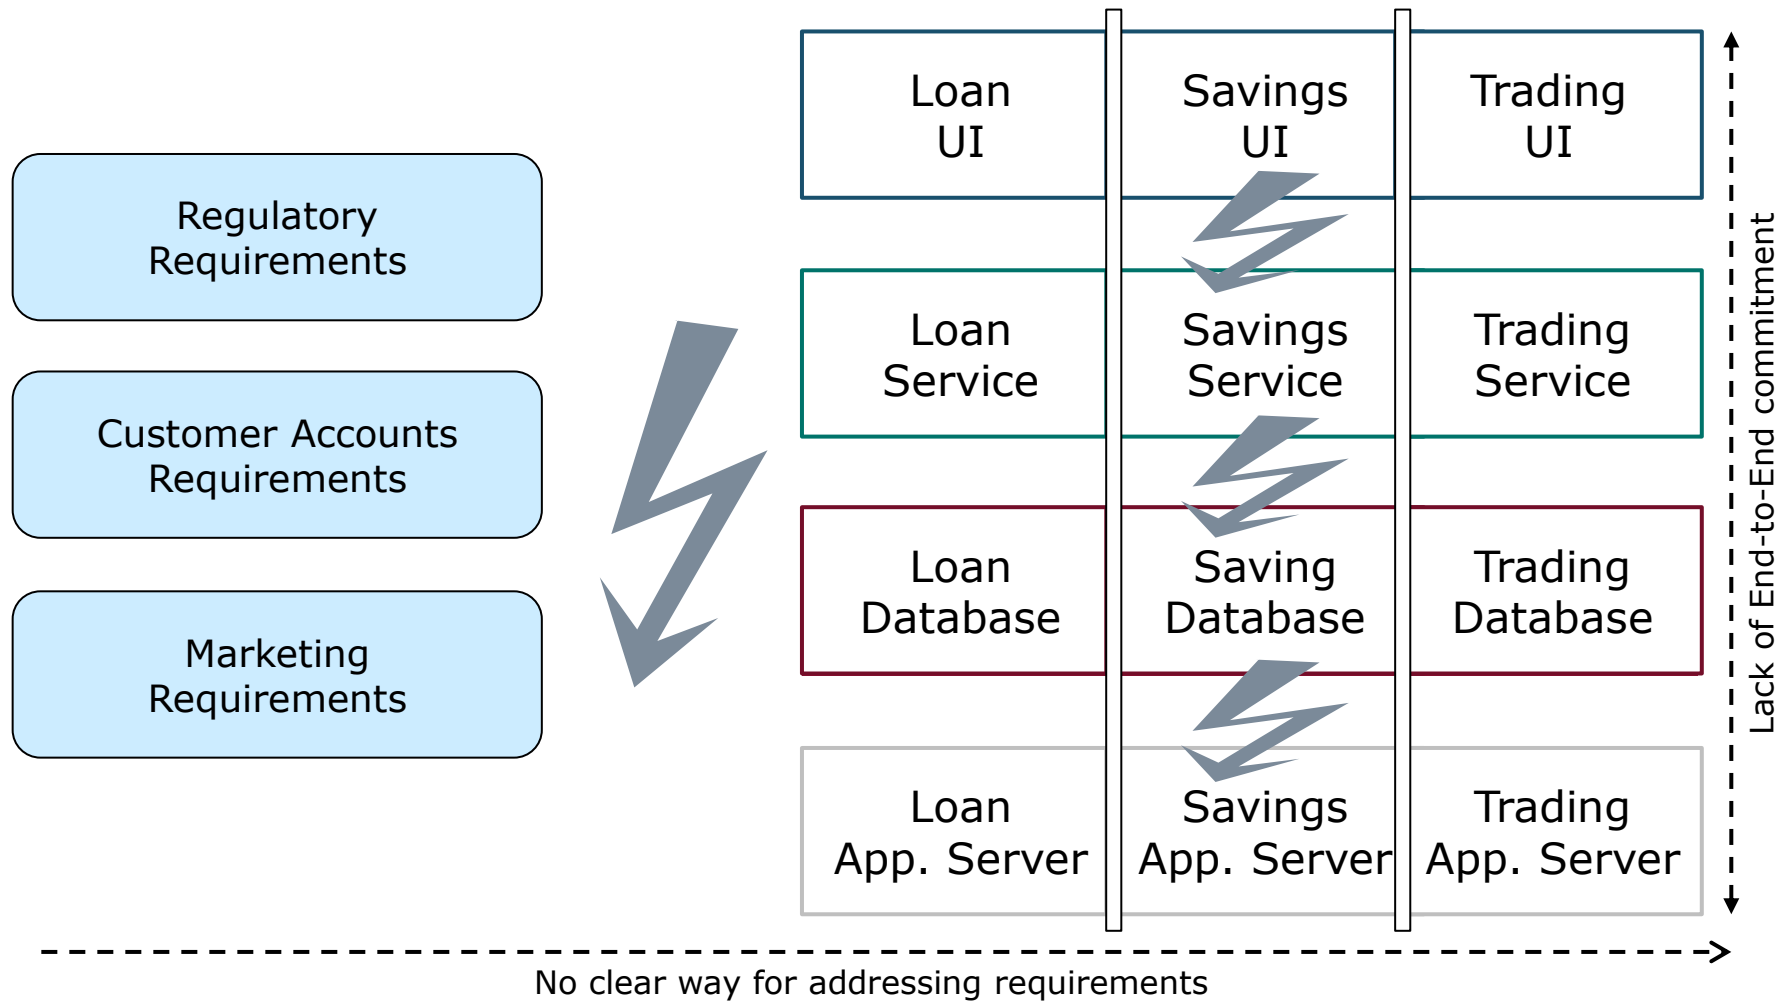 Regulatory
Requirements
Customer Accounts
Requirements
Marketing
Requirements
Loan
UI
Savings
UI
Trading
UI
Loan
Service
Savings
Service
Trading
Service
Loan
Database
Saving
Database
Trading
Database
Loan
App. Server
Savings
App. Server
Trading
App. Server
Lack of End-to-End commitment
No clear way for addressing requirements